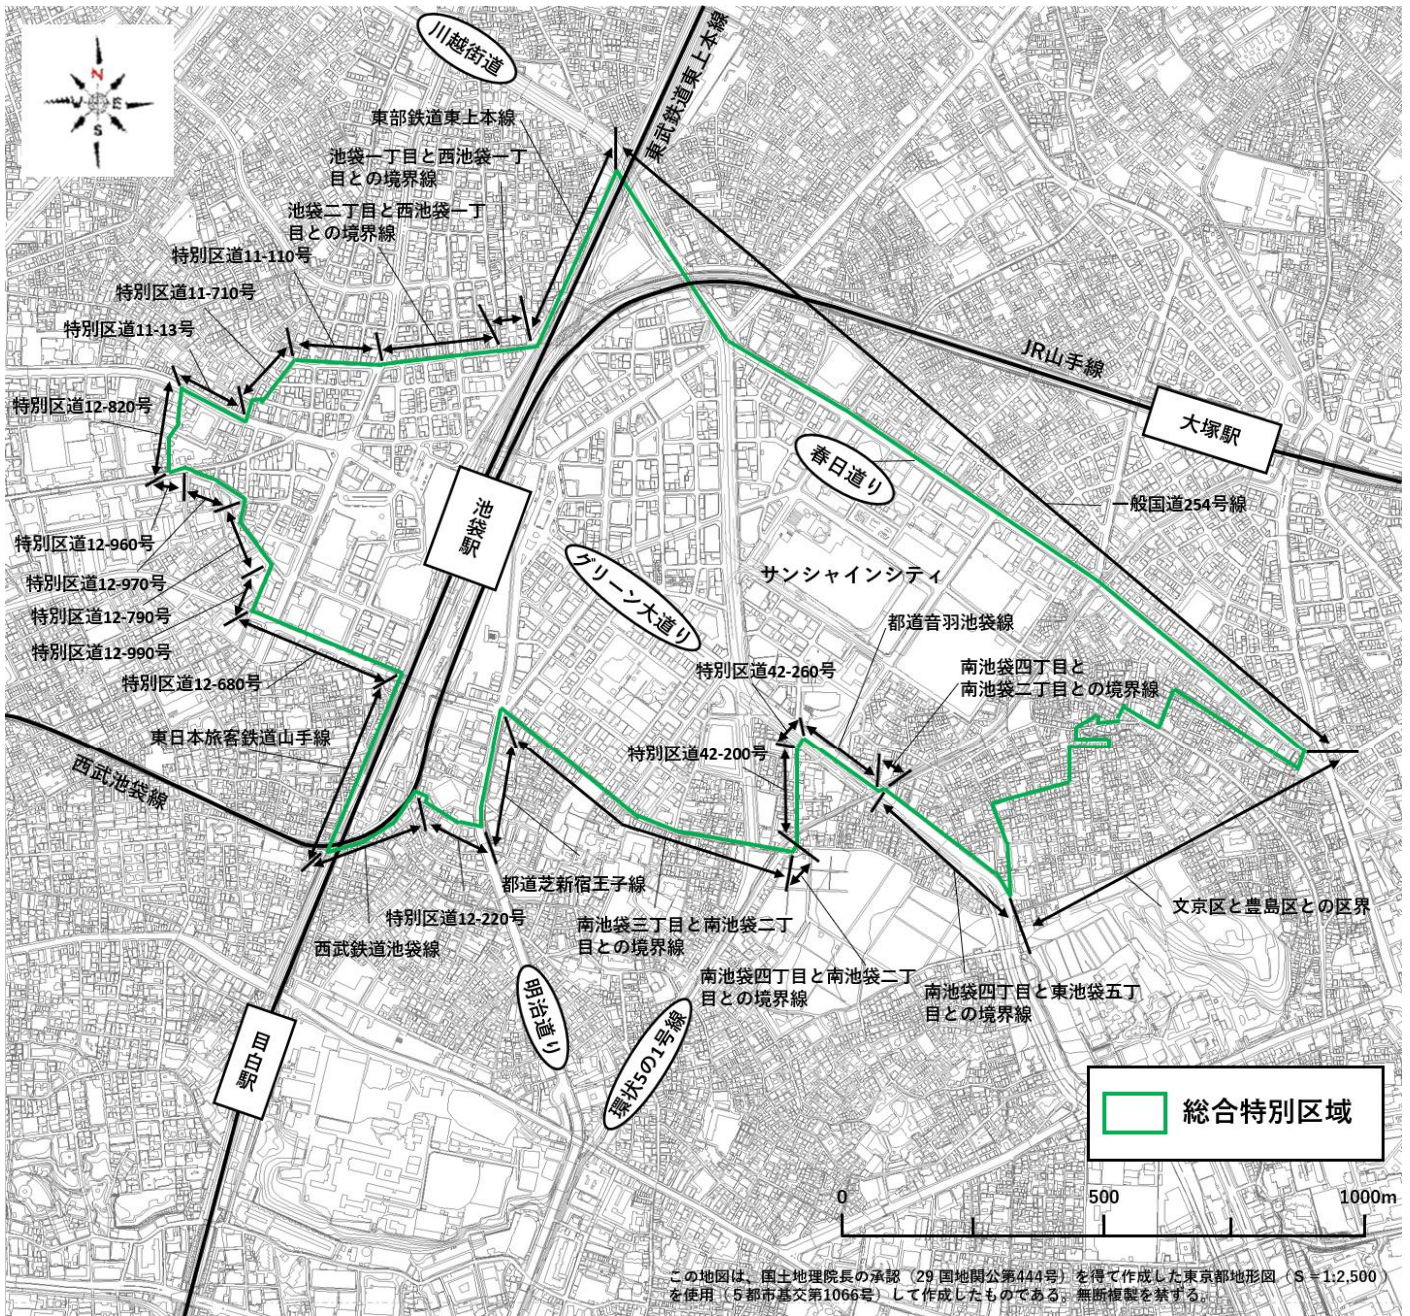 N
W
E
S
川越街道
東武鉄道東上本線
東部鉄道東上本線
池袋一丁目と西池袋一丁
目との境界線
池袋二丁目と西池袋一丁
目との境界線
特別区道11-110号
特別区道11-710号
特別区道11-13号
特別区道12-820号
JR山手線
大塚駅
春日道り
一般国道254号線
池袋駅
特別区道12-960号
特別区道12-970号
特別区道12-790号
特別区道12-990号
特別区道12-680号
グリーン大道り
サンシャインシティ
都道音羽池袋線
特別区道42-260号
南池袋四丁目と
南池袋二丁目との境界線
特別区道42-200号
東日本旅客鉄道山手線
西武池袋線
都道芝新宿王子線
特別区道12-220号
西武鉄道池袋線
南池袋三丁目と南池袋二丁
目との境界線
南池袋四丁目と南池袋二丁
目との境界線
南池袋四丁目と東池袋五丁
目との境界線
文京区と豊島区との区界
明治道り
環状5の1号線
目白駅
総合特別区域
0 500 1000m
この地図は、国土地理院長の承認（29 国地関公第444号）を得て作成した東京都地形図（S＝1:2,500）
を使用（5都市基交第1066号）して作成したものである。無断複製を禁ずる。